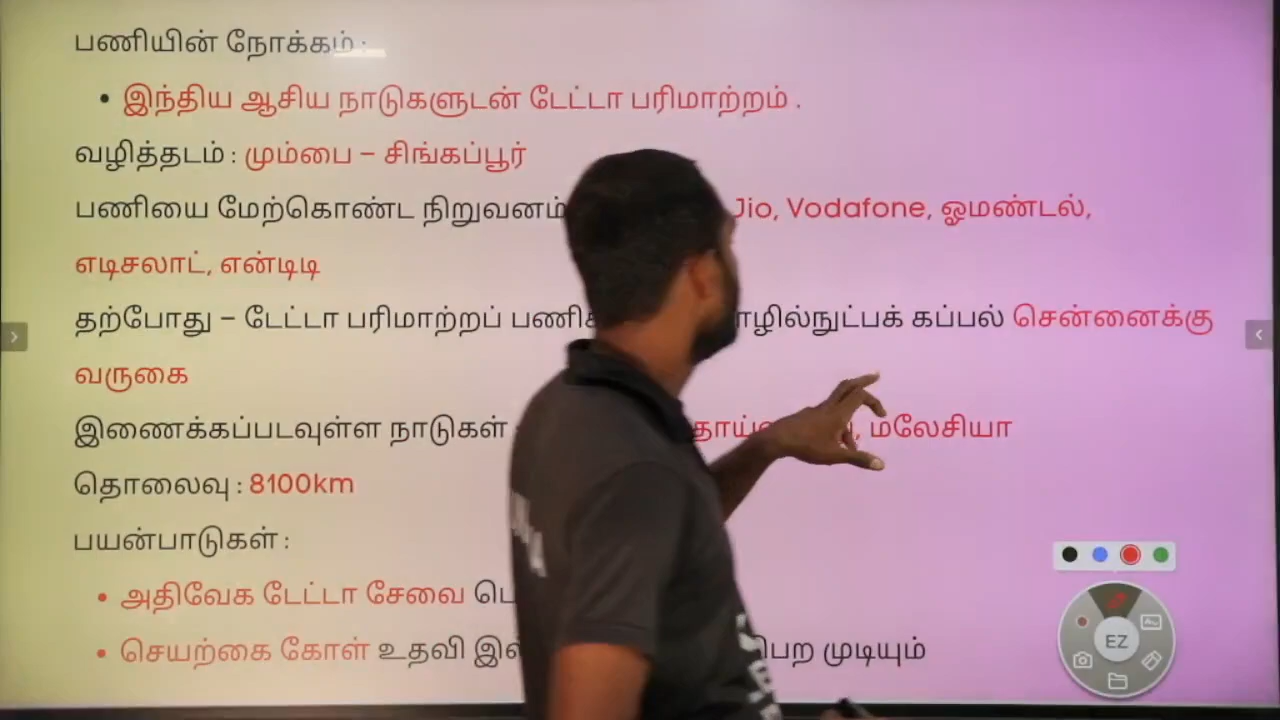 பணியின் நோக்கம் :
• இந்திய ஆசிய நாடுகளுடன் டேட்டா பரிமாற்றம் .
வழித்தடம் : மும்பை – சிங்கப்பூர்
பணியை மேற்கொண்ட நிறுவனம் Jio, Vodafone, ஓமண்டல்,
எடிசலாட், என்டிடி
தற்போது – டேட்டா பரிமாற்றப் கப்பல் சென்னைக்கு
வருகை
இணைக்கப்படவுள்ள நாடுகள் மலேசியா
தொலைவு : 8100km
பயன்பாடுகள் :
• அதிவேக டேட்டா சேவை
• செயற்கை கோள் உதவி முடியும்
EZ